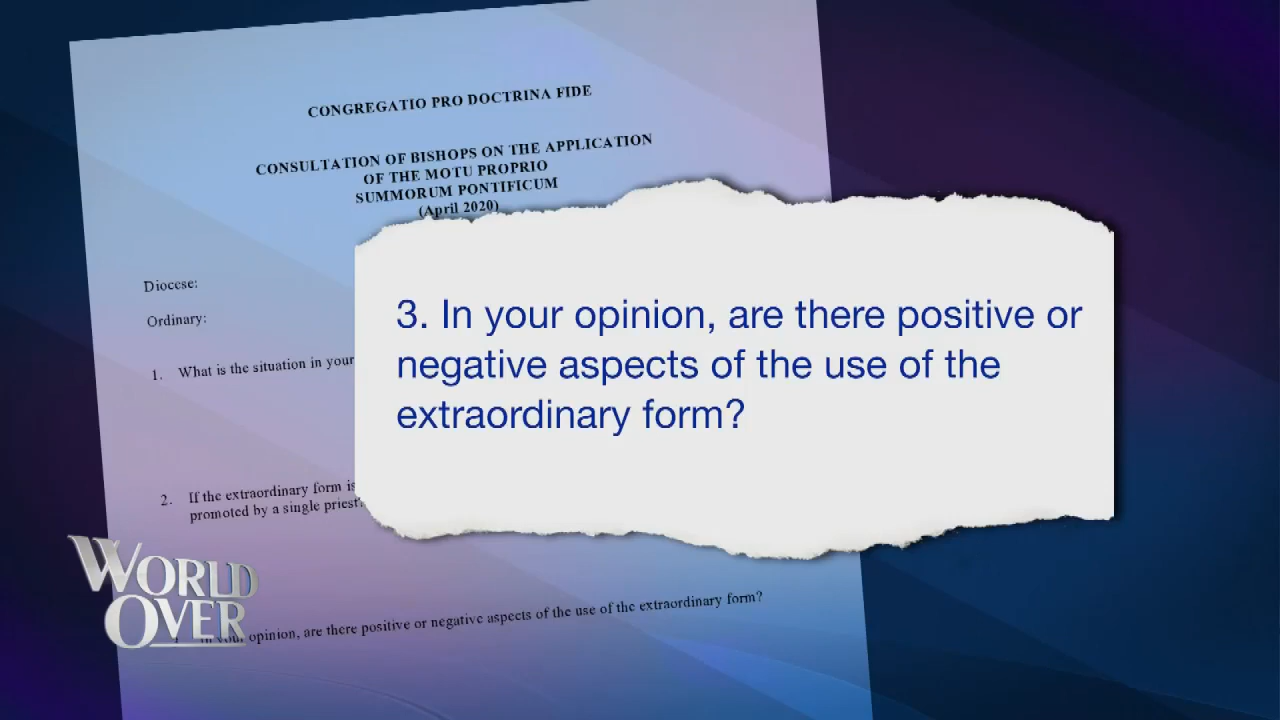 CONGREGATIO PRO DOCTRINA FIDE
CONSULTATION OF BISHOPS ON THE APPLICATION
OF THE MOTU PROPRIO
SUMMORUM PONTIFICUM
(April 2020)
Diocese:
Ordinary:
1. What is the situation in your
2. If the extraordinary form is
promoted by a single priest
3. In your opinion, are there positive or
negative aspects of the use of the
extraordinary form?
your opinion, are there positive or negative aspects of the use of the extraordinary form?
WORLD
OVER